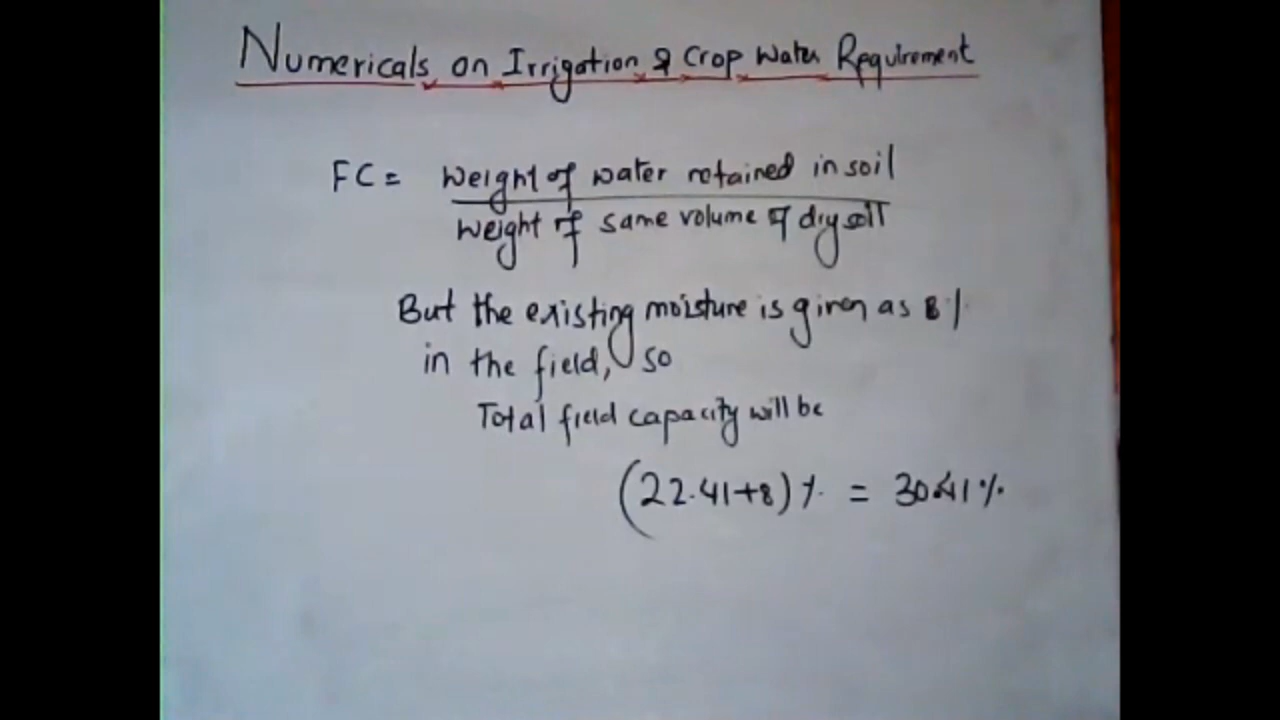 Numericals on Irrigation & Crop Water Requirement
FC = Weight of water retained in soil
Weight of same volume of dry soil
But the existing moisture is given as 8%
in the field, so
Total field capacity will be
(22.41+8)% = 30.41%